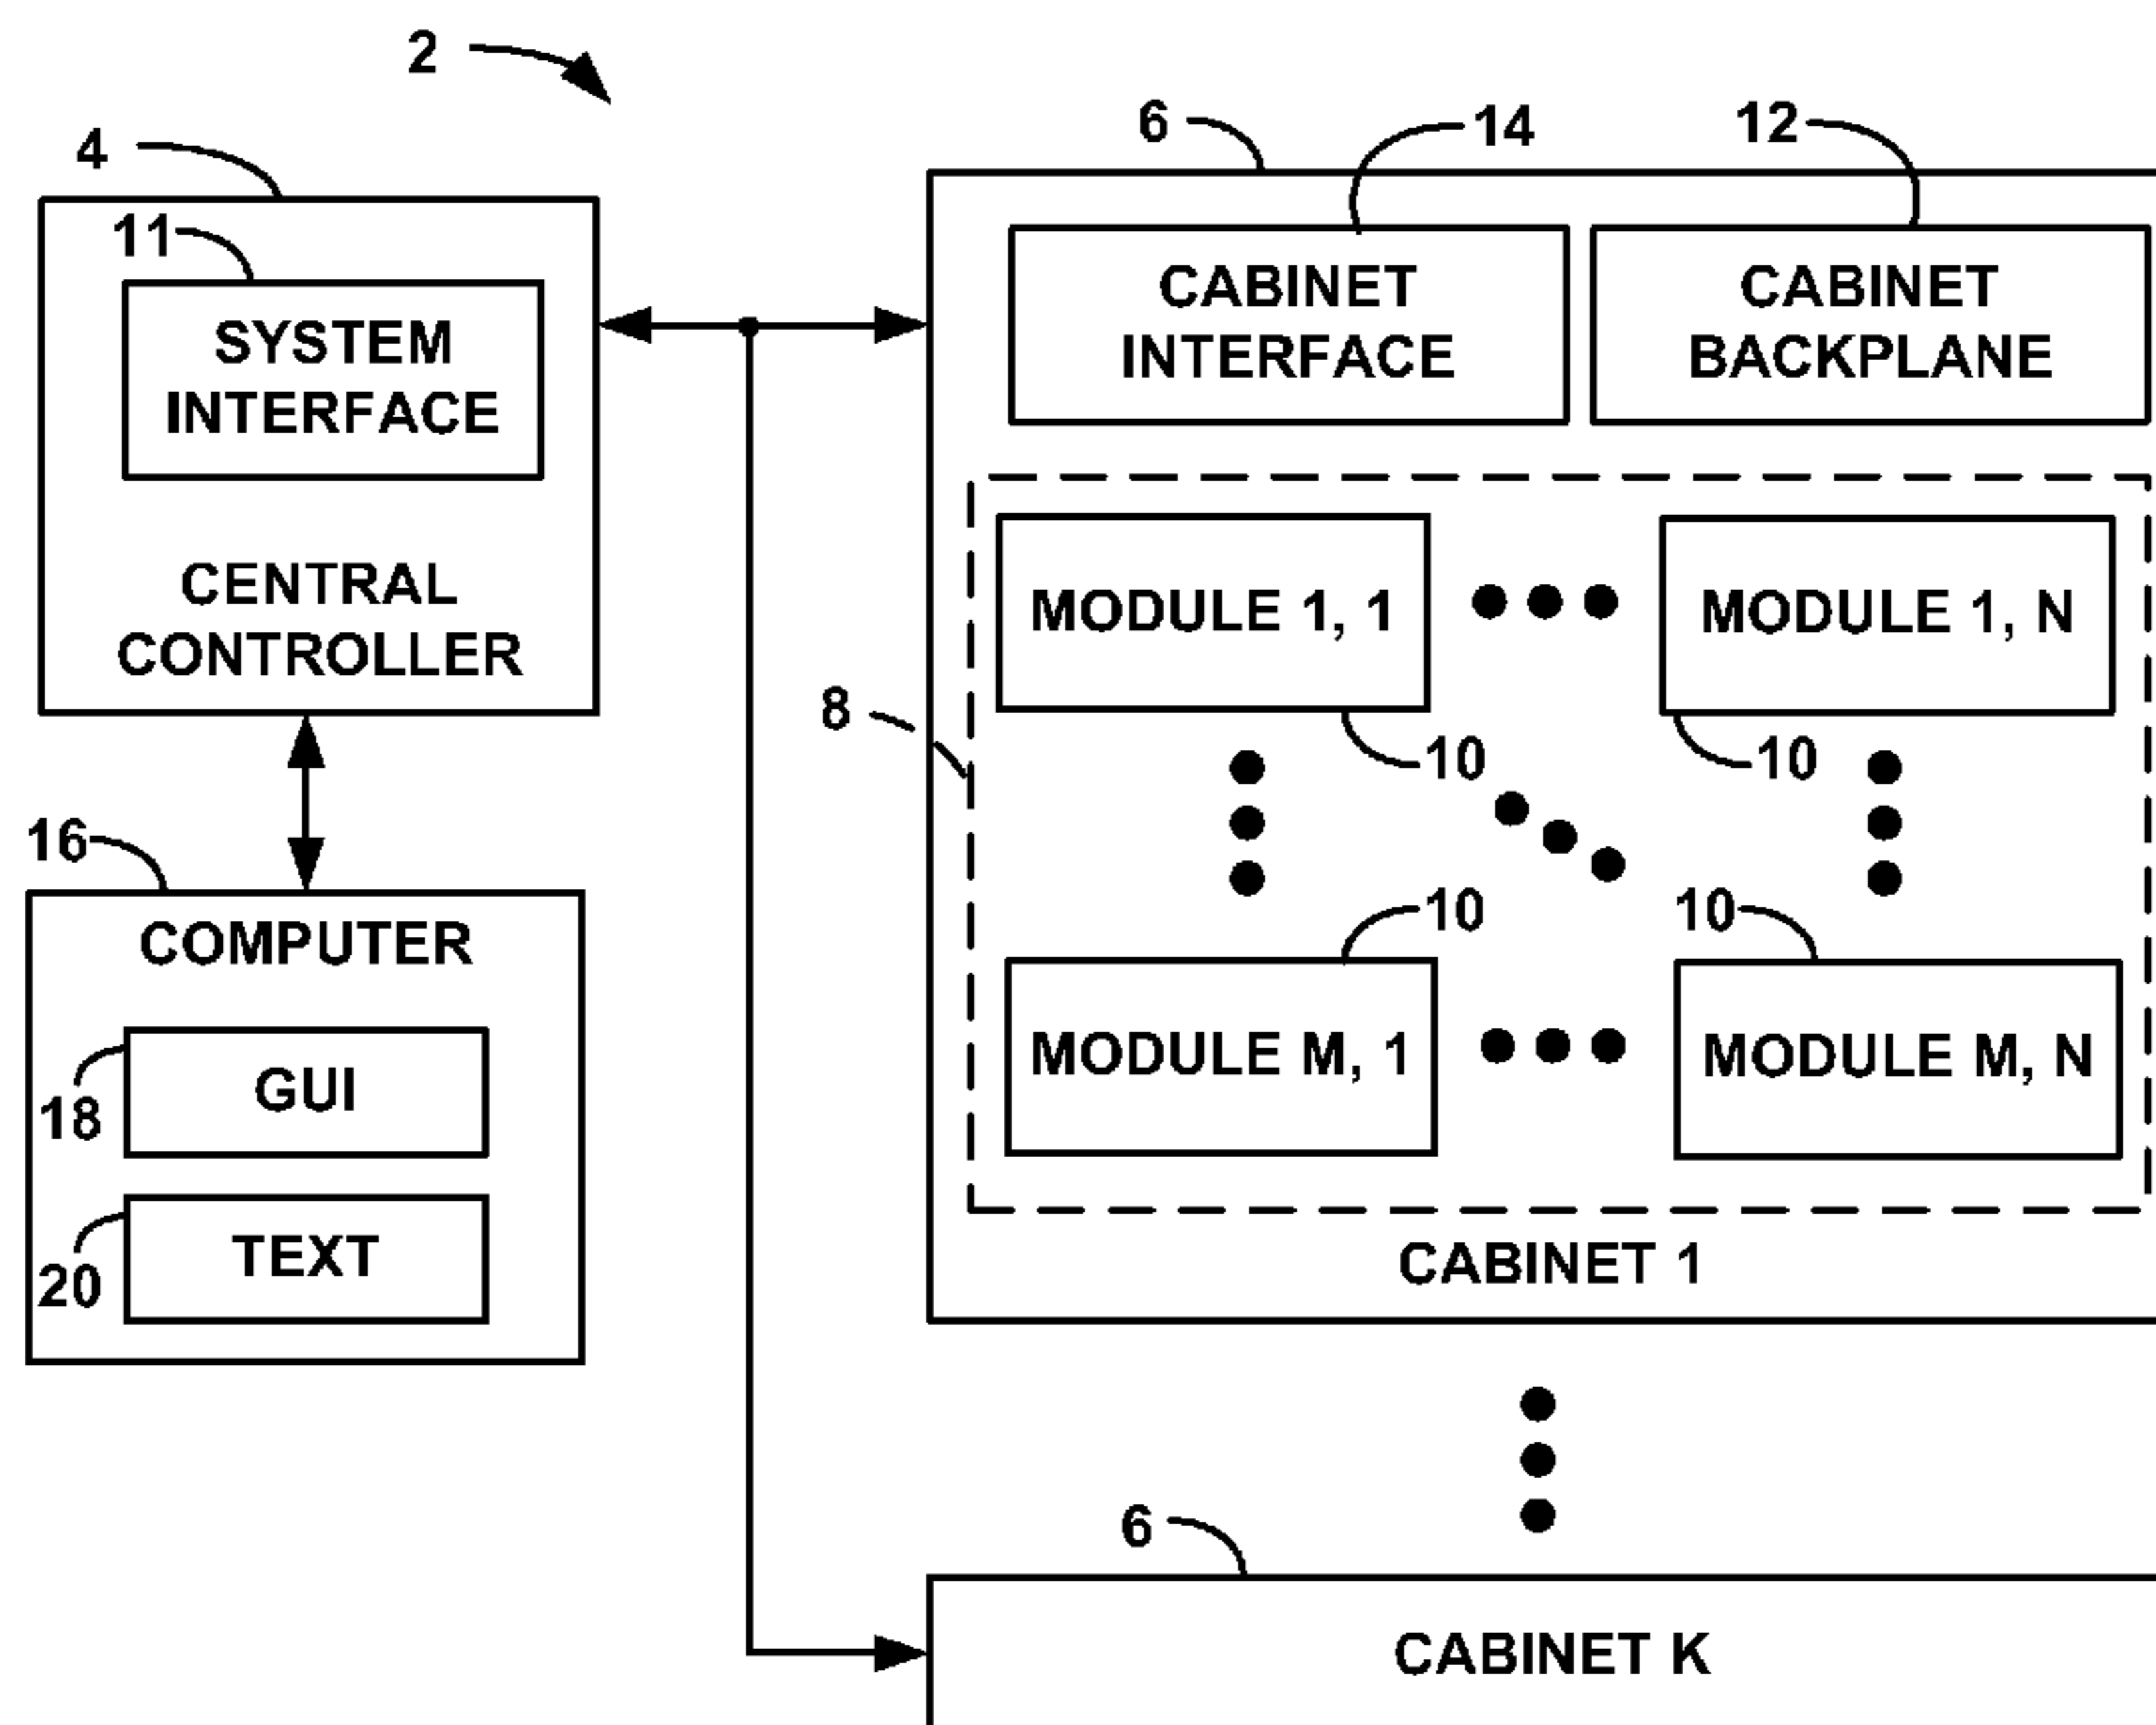 2
4
11
SYSTEM
INTERFACE
CENTRAL
CONTROLLER
16
COMPUTER
18
GUI
20
TEXT
6
14
12
CABINET
INTERFACE
CABINET
BACKPLANE
8
MODULE 1, 1
MODULE 1, N
10
10
10
10
MODULE M, 1
MODULE M, N
CABINET 1
6
CABINET K